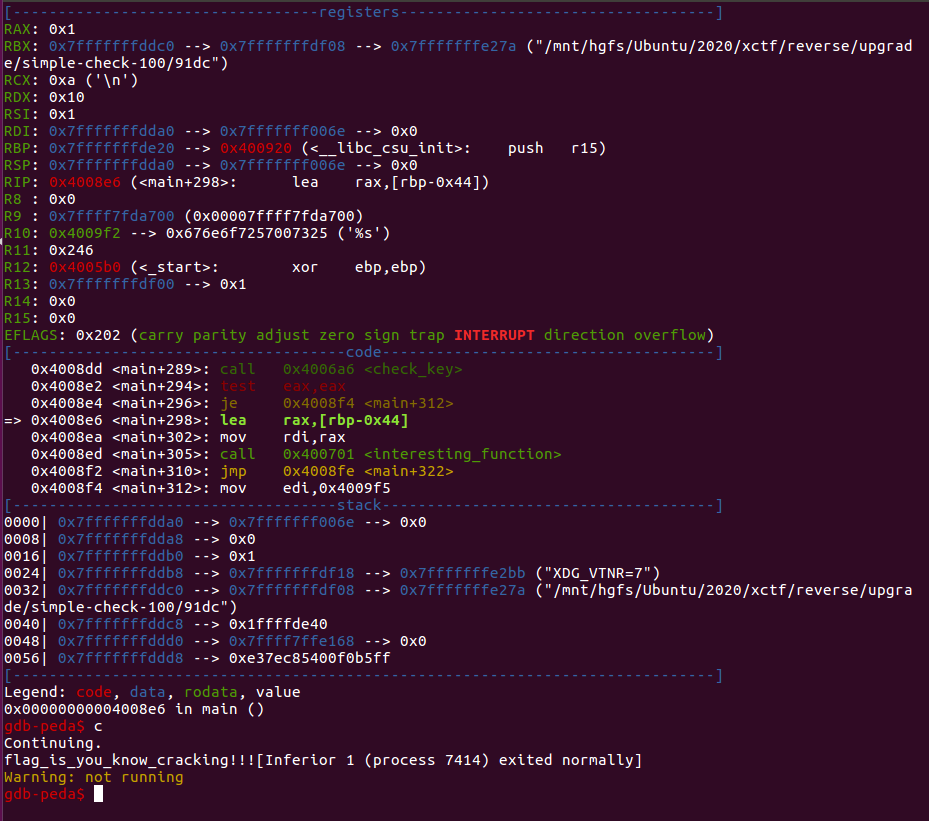 [----------------------------------registers-----------------------------------]
RAX: 0x1
RBX: 0x7fffffffddc0 --> 0x7fffffffdf08 --> 0x7fffffffe27a ("/mnt/hgfs/Ubuntu/2020/xctf/reverse/upgrad
e/simple-check-100/91dc")
RCX: 0xa ('\n')
RDX: 0x10
RSI: 0x1
RDI: 0x7fffffffdda0 --> 0x7fffffff006e --> 0x0
RBP: 0x7fffffffde20 --> 0x400920 (<__libc_csu_init>:    push   r15)
RSP: 0x7fffffffdda0 --> 0x7fffffff006e --> 0x0
RIP: 0x4008e6 (<main+298>:      lea    rax,[rbp-0x44])
R8 : 0x0
R9 : 0x7ffff7fda700 (0x00007ffff7fda700)
R10: 0x4009f2 --> 0x676e6f7257007325 ('%s')
R11: 0x246
R12: 0x4005b0 (<_start>:        xor    ebp,ebp)
R13: 0x7fffffffdf00 --> 0x1
R14: 0x0
R15: 0x0
EFLAGS: 0x202 (carry parity adjust zero sign trap INTERRUPT direction overflow)
[-------------------------------------code-------------------------------------]
   0x4008dd <main+289>: call   0x4006a6 <check_key>
   0x4008e2 <main+294>: test   eax,eax
   0x4008e4 <main+296>: je     0x4008f4 <main+312>
=> 0x4008e6 <main+298>: lea    rax,[rbp-0x44]
   0x4008ea <main+302>: mov    rdi,rax
   0x4008ed <main+305>: call   0x400701 <interesting_function>
   0x4008f2 <main+310>: jmp    0x4008fe <main+322>
   0x4008f4 <main+312>: mov    edi,0x4009f5
[------------------------------------stack-------------------------------------]
0000| 0x7fffffffdda0 --> 0x7fffffff006e --> 0x0
0008| 0x7fffffffdda8 --> 0x0
0016| 0x7fffffffddb0 --> 0x1
0024| 0x7fffffffddb8 --> 0x7fffffffdf18 --> 0x7fffffffe2bb ("XDG_VTNR=7")
0032| 0x7fffffffddc0 --> 0x7fffffffdf08 --> 0x7fffffffe27a ("/mnt/hgfs/Ubuntu/2020/xctf/reverse/upgra
de/simple-check-100/91dc")
0040| 0x7fffffffddc8 --> 0x1ffffde40
0048| 0x7fffffffddd0 --> 0x7ffff7ffe168 --> 0x0
0056| 0x7fffffffddd8 --> 0xe37ec85400f0b5ff
[------------------------------------------------------------------------------]
Legend: code, data, rodata, value
0x00000000004008e6 in main ()
gdb-peda$ c
Continuing.
flag_is_you_know_cracking!!![Inferior 1 (process 7414) exited normally]
Warning: not running
gdb-peda$